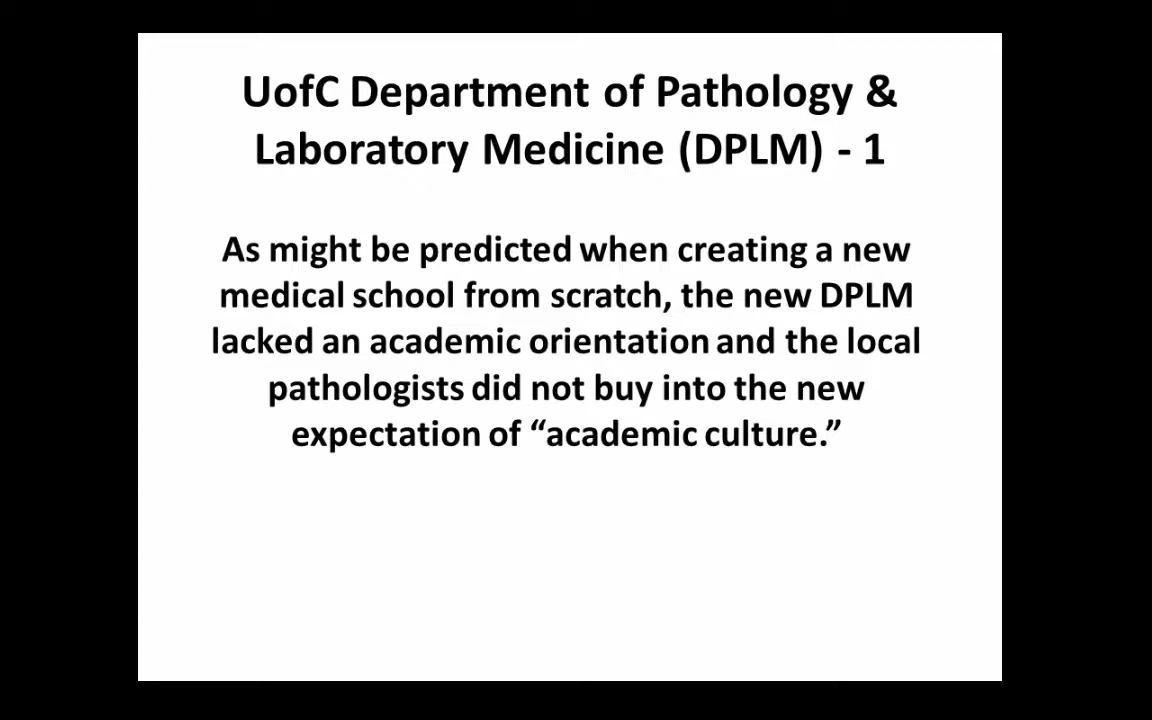 UofC Department of Pathology &
Laboratory Medicine (DPLM) - 1
As might be predicted when creating a new
medical school from scratch, the new DPLM
lacked an academic orientation and the local
pathologists did not buy into the new
expectation of “academic culture.”